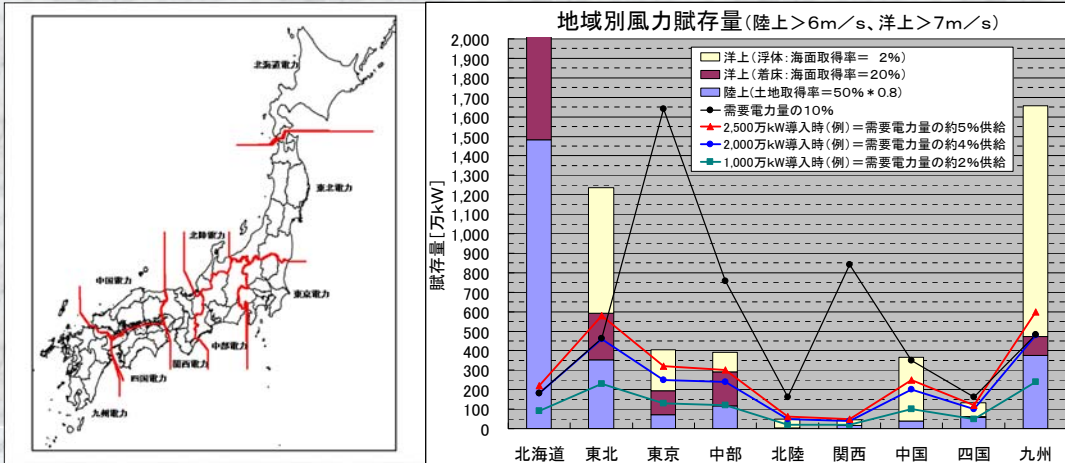 北海道電力
東北電力
北陸電力
中国電力
東京電力
中部電力
関西電力
四国電力
九州電力
地域別風力賦存量(陸上>6m/s、洋上>7m/s)
賦存量[万kW]
2,000
1,900
1,800
1,700
1,600
1,500
1,400
1,300
1,200
1,100
1,000
900
800
700
600
500
400
300
200
100
0
洋上(浮体:海面取得率= 2%)
洋上(着床:海面取得率=20%)
陸上(土地取得率=50%*0.8)
需要電力量の10%
2,500万kW導入時(例)=需要電力量の約5%供給
2,000万kW導入時(例)=需要電力量の約4%供給
1,000万kW導入時(例)=需要電力量の約2%供給
北海道 東北 東京 中部 北陸 関西 中国 四国 九州